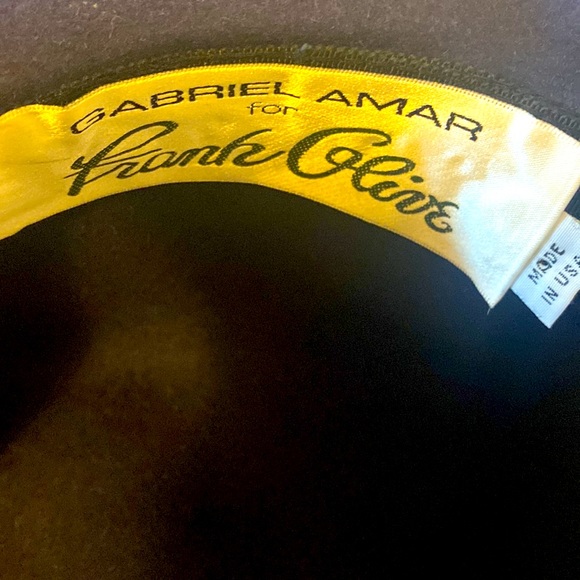 GABRIEL AMAR
for
Frank Olive
MADE
IN USA